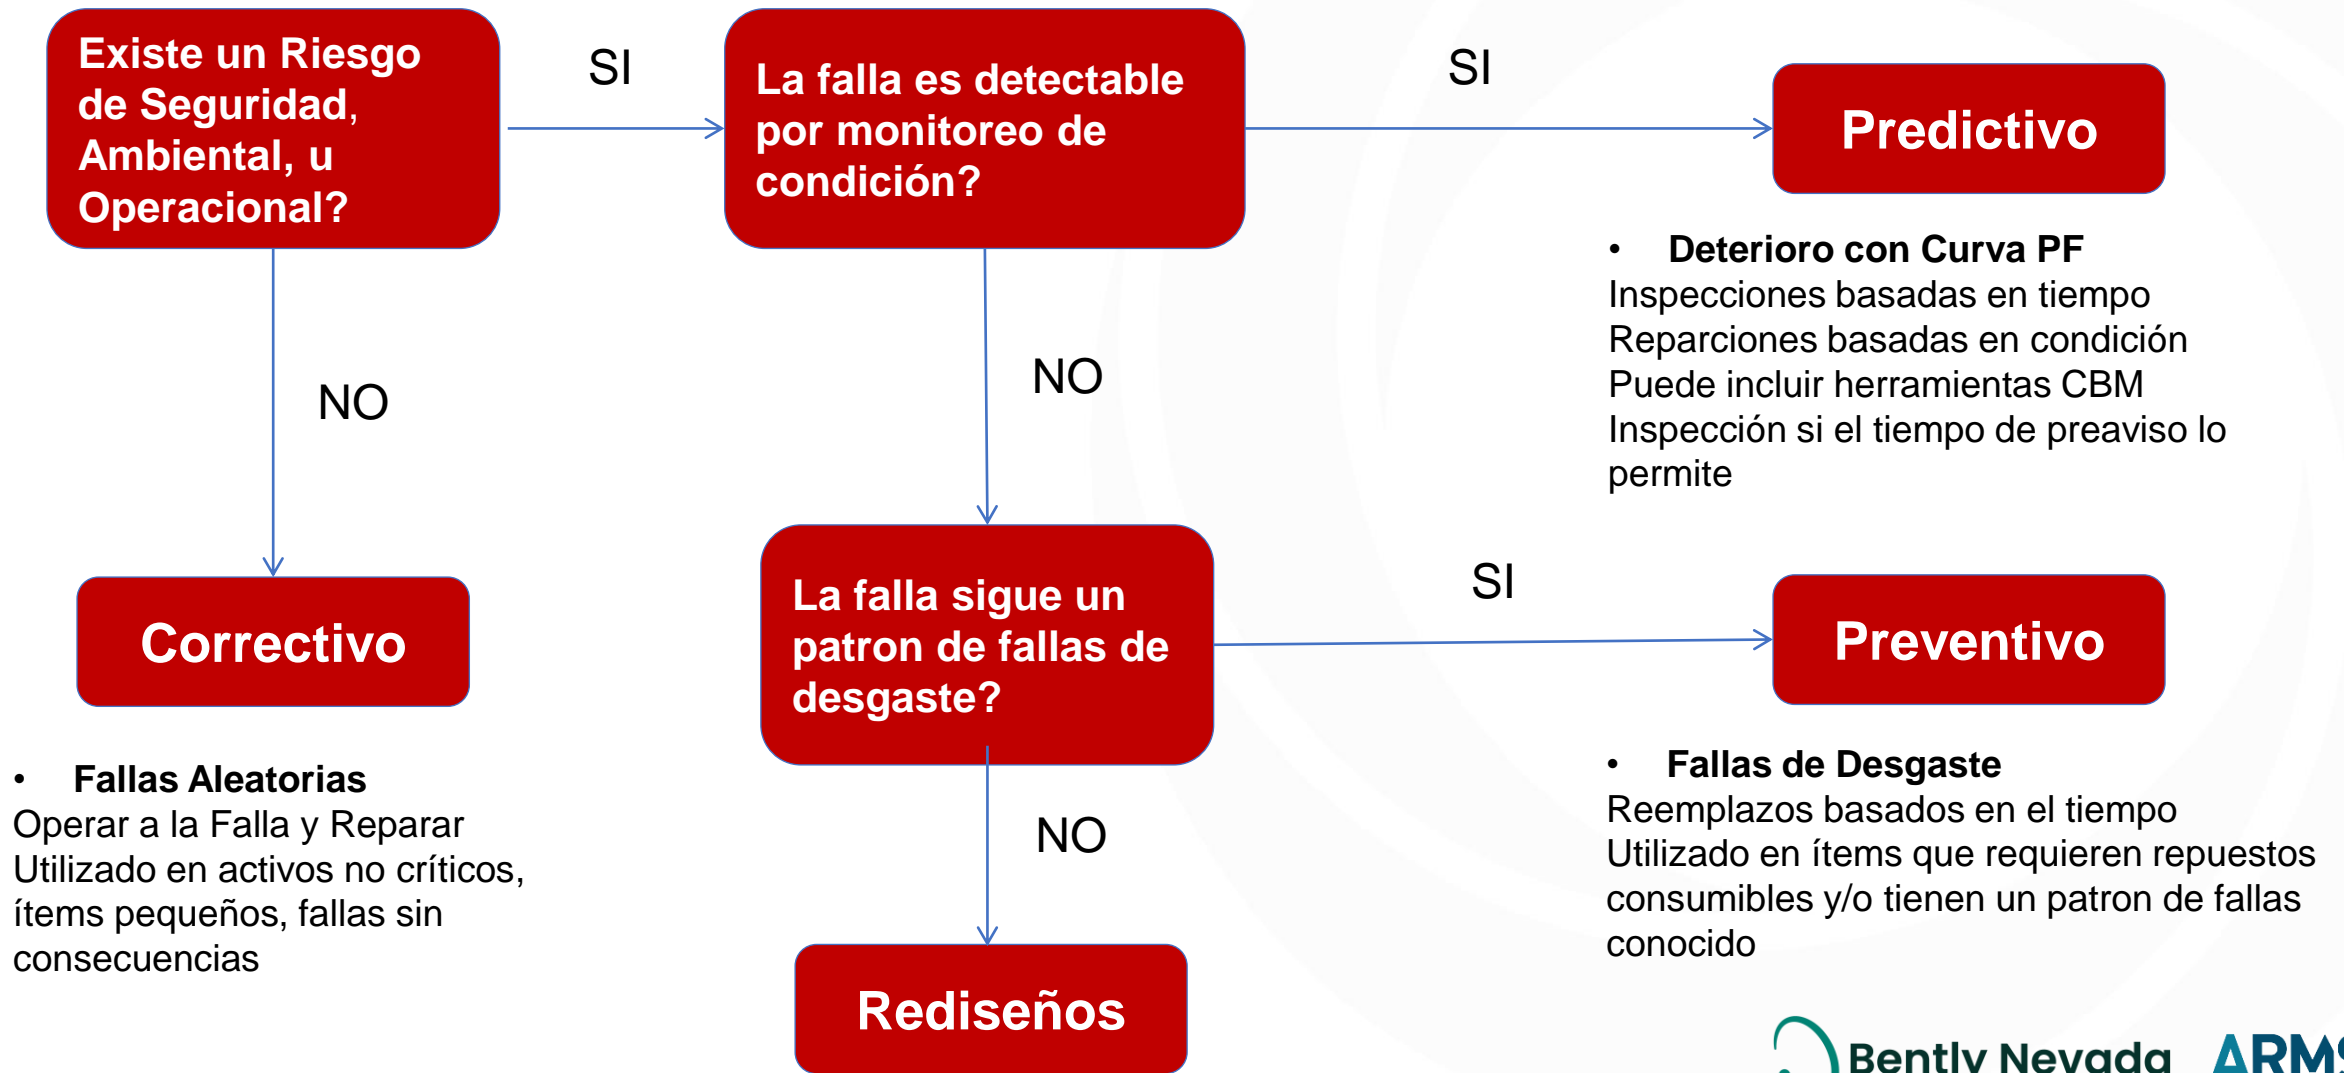 Existe un Riesgo
de Seguridad,
Ambiental, u
Operacional?
SI
La falla es detectable
por monitoreo de
condición?
SI
Predictivo
• Deterioro con Curva PF
Inspecciones basadas en tiempo
Reparciones basadas en condición
Puede incluir herramientas CBM
Inspección si el tiempo de preaviso lo
permite
NO
NO
Correctivo
• Fallas Aleatorias
Operar a la Falla y Reparar
Utilizado en activos no críticos,
ítems pequeños, fallas sin
consecuencias
La falla sigue un
patron de fallas de
desgaste?
SI
Preventivo
• Fallas de Desgaste
Reemplazos basados en el tiempo
Utilizado en ítems que requieren repuestos
consumibles y/o tienen un patron de fallas
conocido
NO
Rediseños
Bently Nevada